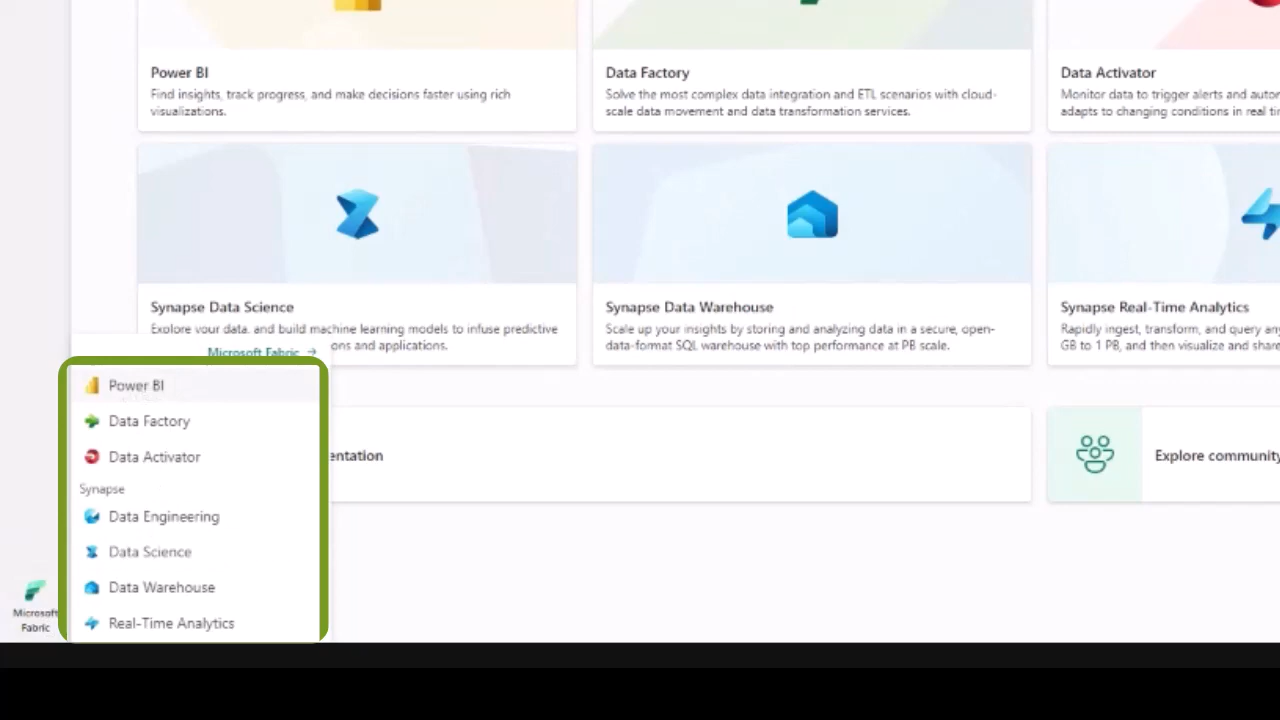 Power BI
Find insights, track progress, and make decisions faster using rich
visualizations.
Data Factory
Solve the most complex data integration and ETL scenarios with cloud-
scale data movement and data transformation services.
Data Activator
Monitor data to trigger alerts and
adapts to changing conditions in real
Synapse Data Science
Explore your data, and build machine learning models to infuse predictive
ons and applications.
Synapse Data Warehouse
Scale up your insights by storing and analyzing data in a secure, open-
data-format SQL warehouse with top performance at PB scale.
Synapse Real-Time Analytics
Rapidly ingest, transform, and query
GB to 1 PB, and then visualize and
Microsoft Fabric →
Power BI
Data Factory
Data Activator
Synapse
Data Engineering
Data Science
Data Warehouse
Real-Time Analytics
entation
Explore community
Microsoft
Fabric